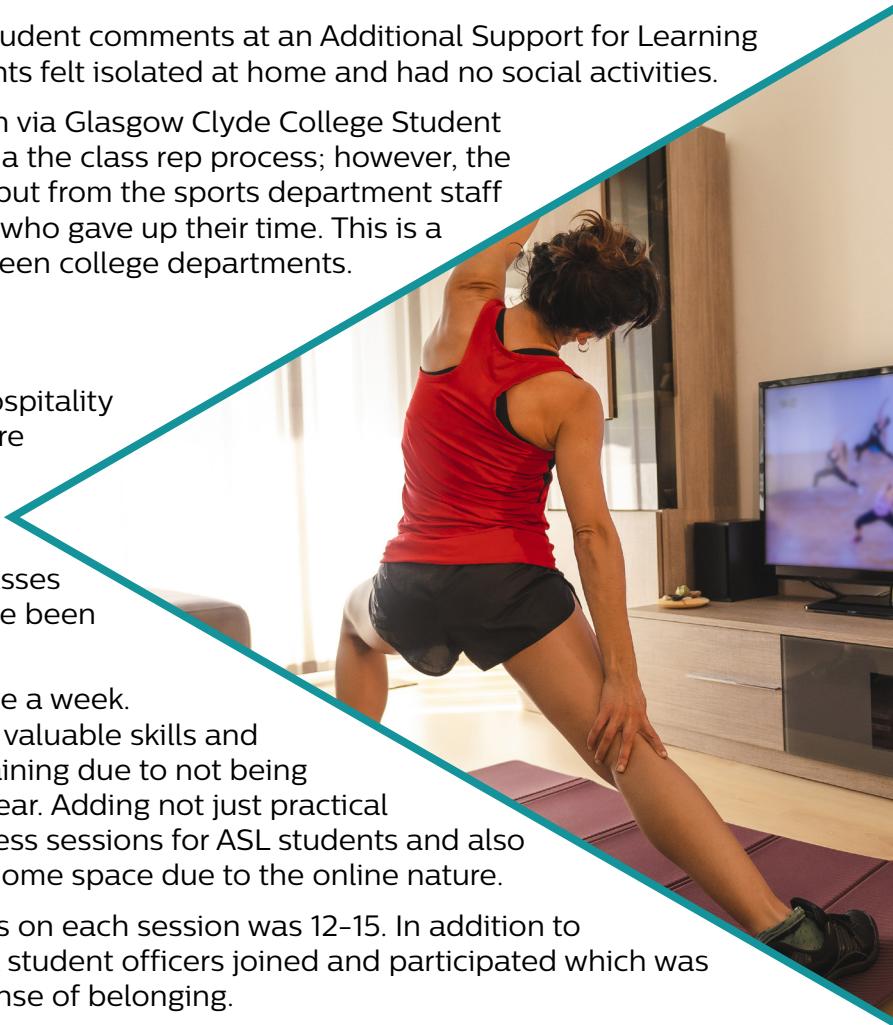 udent comments at an Additional Support for Learning
nts felt isolated at home and had no social activities.
n via Glasgow Clyde College Student
a the class rep process; however, the
out from the sports department staff
who gave up their time. This is a
een college departments.
ospitality
re
sses
e been
e a week.
valuable skills and
ining due to not being
ear. Adding not just practical
ess sessions for ASL students and also
ome space due to the online nature.
s on each session was 12-15. In addition to
student officers joined and participated which was
nse of belonging.